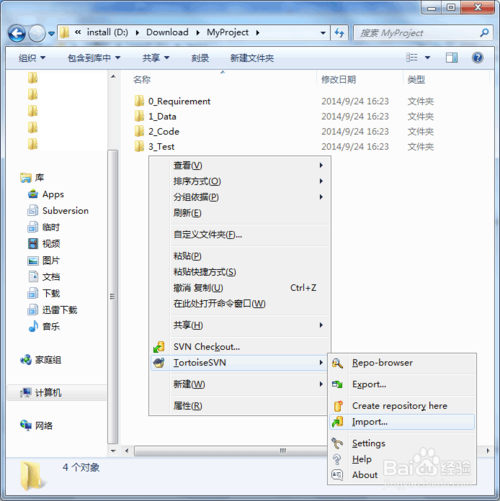 « install (D:) ▸ Download ▸ MyProject ▸
搜索 MyProject
组织 包含到库中 共享 刻录 新建文件夹
名称 修改日期 类型
0_Requirement 2014/9/24 16:23 文件夹
1_Data 2014/9/24 16:23 文件夹
2_Code 2014/9/24 16:23 文件夹
3_Test 2014/9/24 16:23 文件夹
库
Apps
Subversion
临时
视频
图片
文档
下载
迅雷下载
音乐
家庭组
计算机
网络
查看(V)
排序方式(O)
分组依据(P)
刷新(E)
自定义文件夹(F)...
粘贴(P)
粘贴快捷方式(S)
撤消 复制(U) Ctrl+Z
在此处打开命令窗口(W)
共享(H)
SVN Checkout...
TortoiseSVN
新建(W)
属性(R)
Repo-browser
Export...
Create repository here
Import...
Settings
Help
About
4 个对象
Baidu 经验